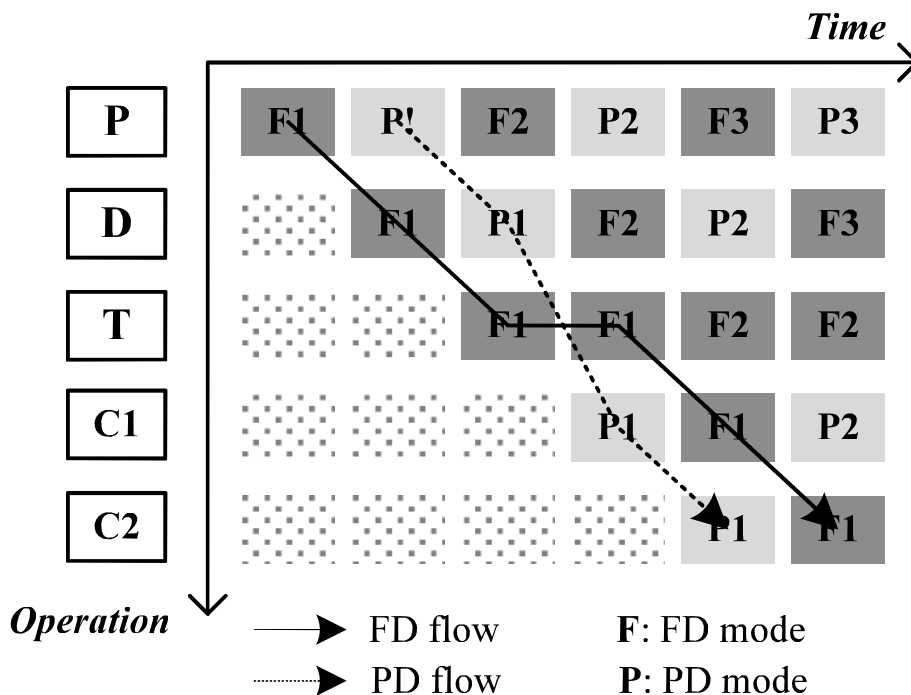 Time
P F1 P! F2 P2 F3 P3
D F1 P1 F2 P2 F3
T F1 F1 F2 F2
C1 P1 F1 P2
C2 P1 F1
Operation
FD flow F: FD mode
PD flow P: PD mode